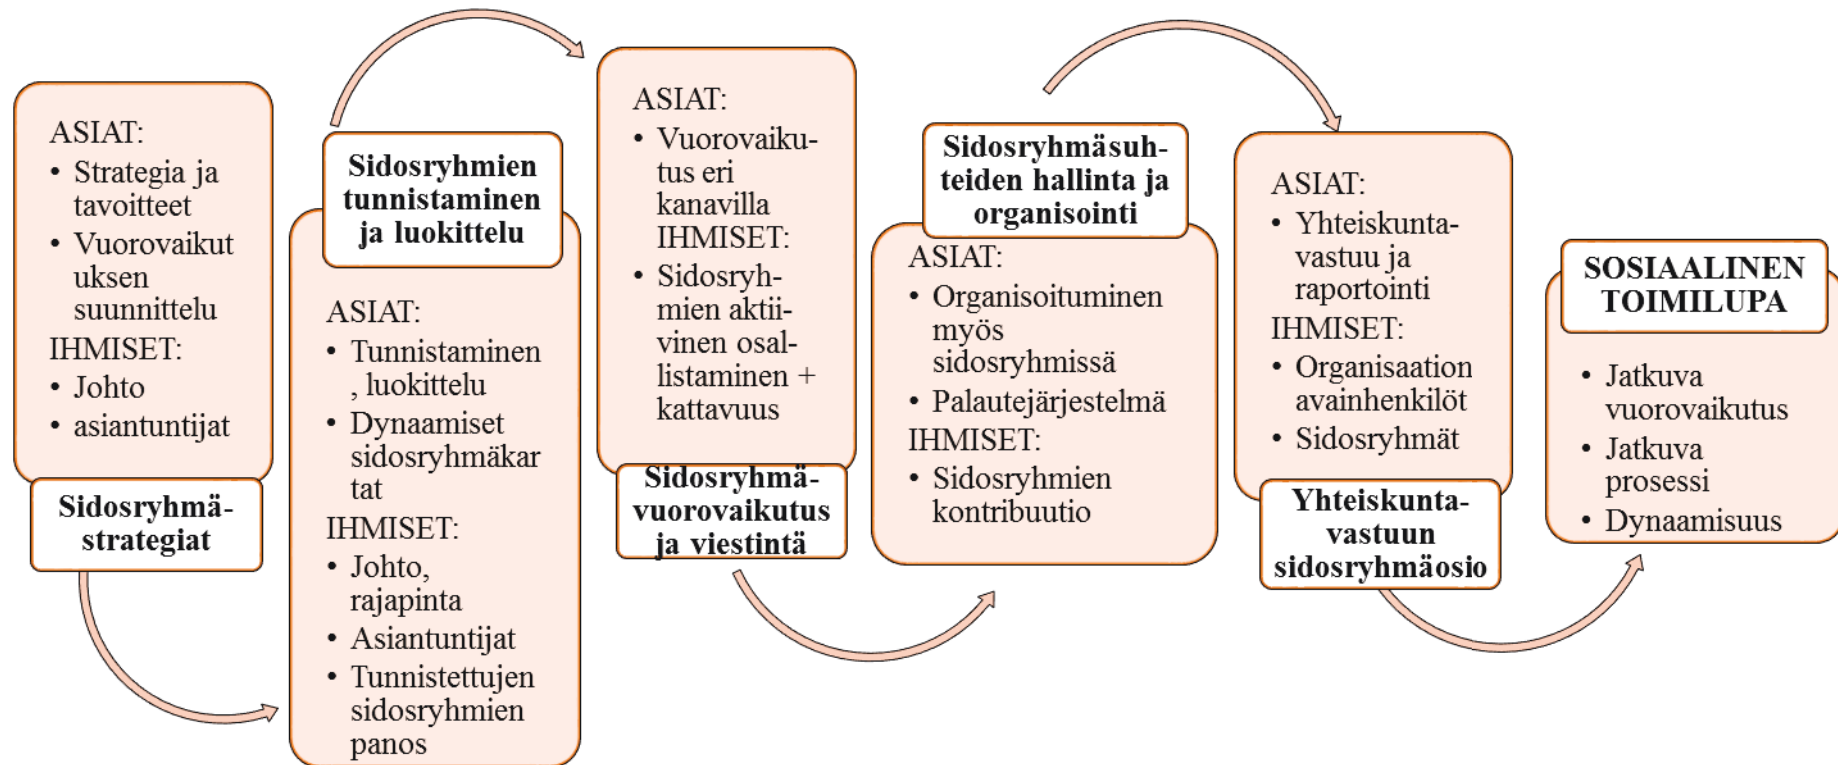 ASIAT:
• Strategia ja
tavoitteet
• Vuorovaikut
uksen
suunnittelu
IHMISET:
• Johto
• asiantuntijat
Sidosryhmä-
strategiat
Sidosryhmien
tunnistaminen
ja luokittelu
ASIAT:
• Tunnistaminen
, luokittelu
• Dynaamiset
sidosryhmäkar
tat
IHMISET:
• Johto,
rajapinta
• Asiantuntijat
• Tunnistettujen
sidosryhmien
panos
ASIAT:
• Vuorovaiku-
tus eri
kanavilla
IHMISET:
• Sidosryh-
mien aktii-
vinen osal-
listaminen +
kattavuus
Sidosryhmä-
vuorovaikutus
ja viestintä
Sidosryhmäsuh-
teiden hallinta ja
organisointi
ASIAT:
• Organisoituminen
myös
sidosryhmissä
• Palautejärjestelmä
IHMISET:
• Sidosryhmien
kontribuutio
ASIAT:
• Yhteiskunta-
vastuu ja
raportointi
IHMISET:
• Organisaation
avainhenkilöt
• Sidosryhmät
Yhteiskunta-
vastuun
sidosryhmäosio
SOSIAALINEN
TOIMILUPA
• Jatkuva
vuorovaikutus
• Jatkuva
prosessi
• Dynaamisuus